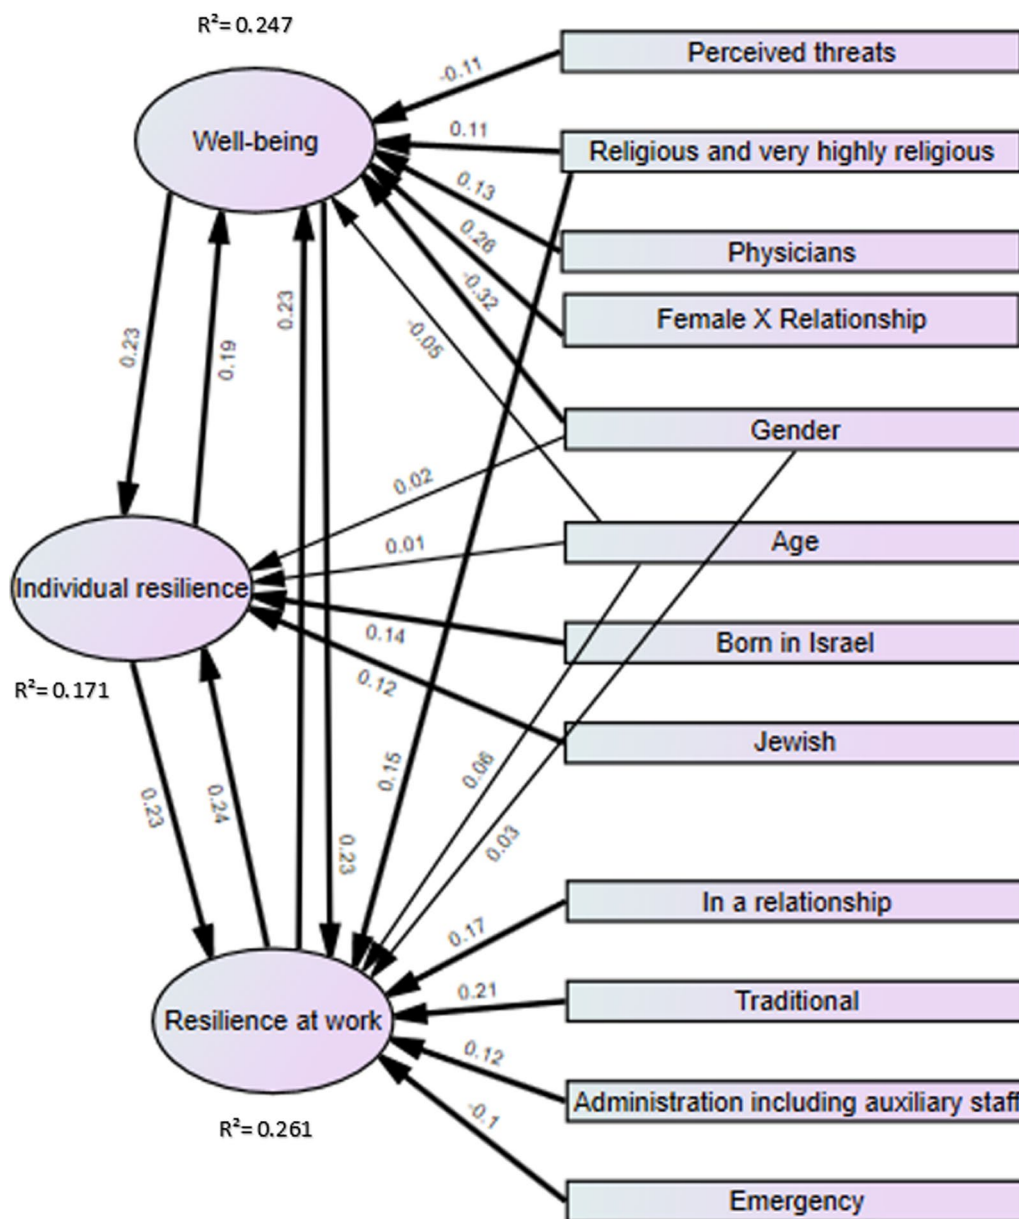 R²= 0.247
Perceived threats
-0.11
Well-being
0.11
Religious and very highly religious
0.13
Physicians
0.26
Female X Relationship
-0.32
0.23
0.19
0.23
-0.05
Gender
0.02
Age
0.01
Individual resilience
0.14
Born in Israel
0.12
R²= 0.171
Jewish
0.23
0.24
0.23
0.15
0.06
0.03
In a relationship
0.17
Traditional
0.21
Resilience at work
0.12
Administration including auxiliary staff
-0.1
R²= 0.261
Emergency